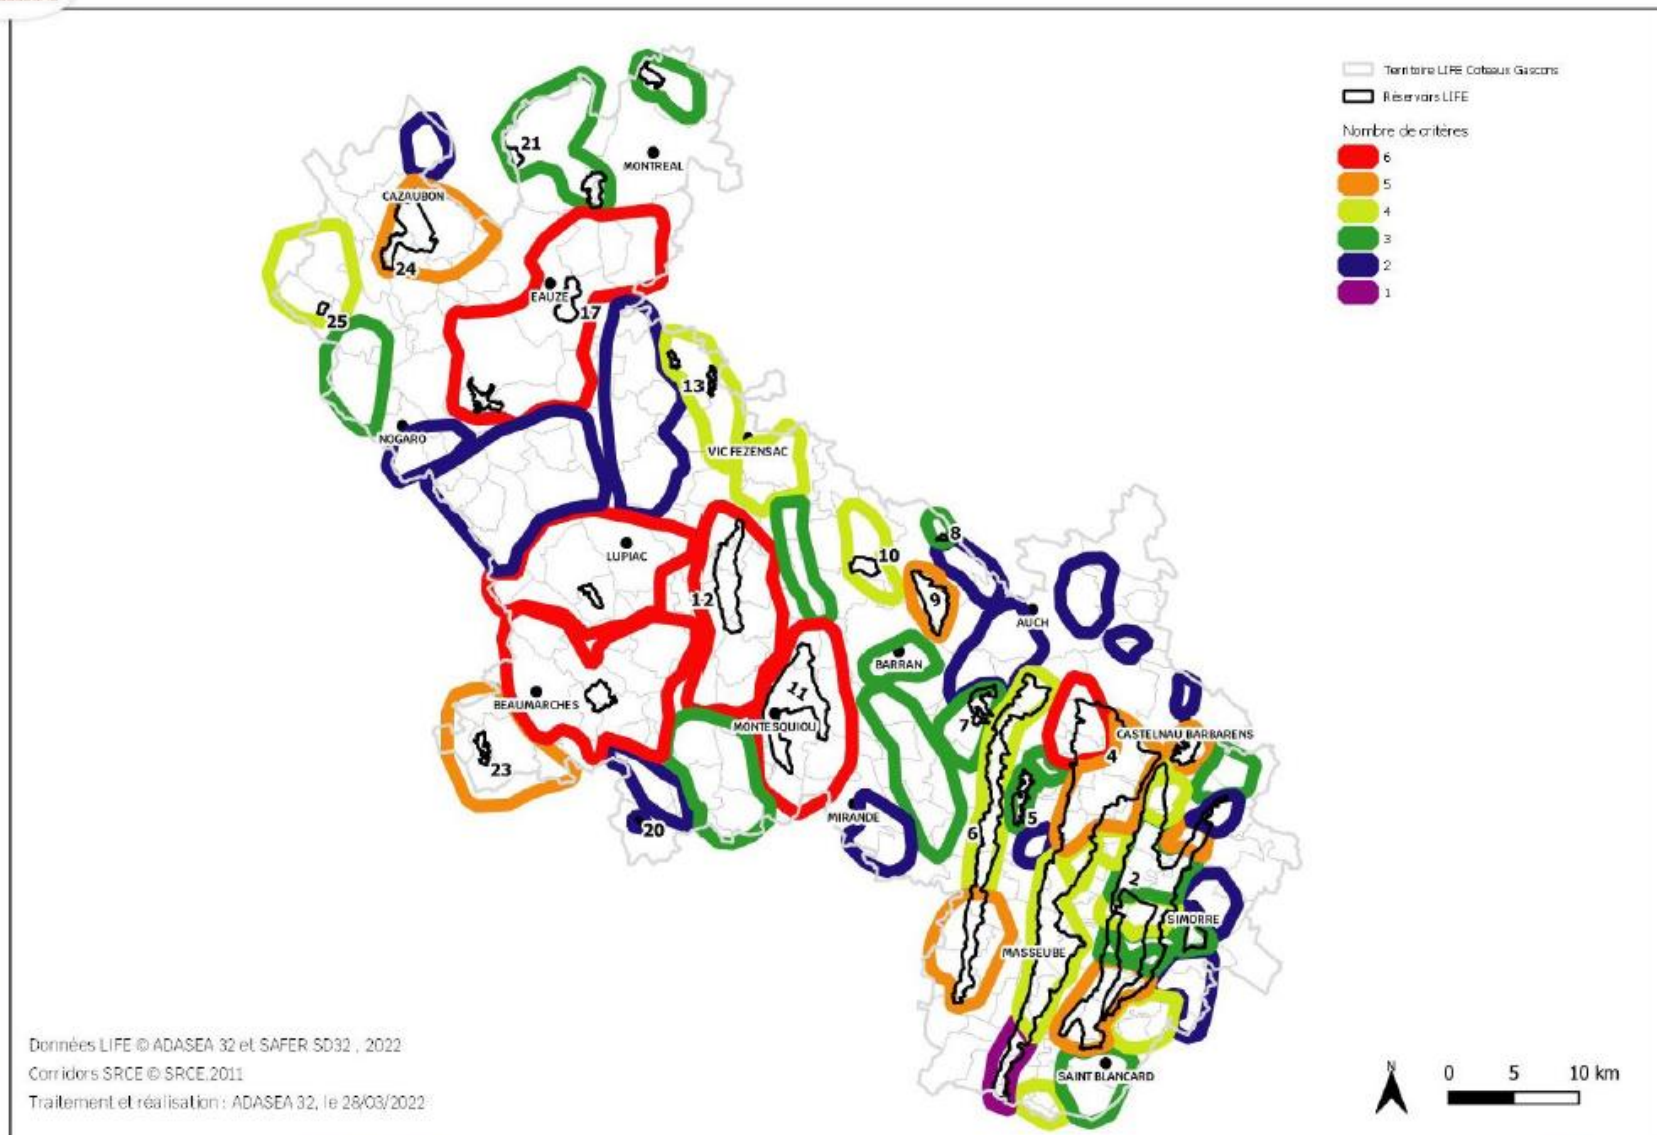 Territoire LIFE Coteaux Gascons
Réservoirs LIFE
Nombre de critères
6
5
4
3
2
1
21
MONTREAL
CAZAUBON
24
EAUZE
17
25
13
NOGARO
VIC FEZENSAC
8
LUPIAC
10
12
9
AUCH
BARRAN
11
BEAUMARCHES
MONTESQUIOU
7
CASTELNAU BARBARENS
4
23
MIRANDE
5
20
6
2
SIMORRE
MASSEUBE
SAINT BLANCARD
Données LIFE © ADASEA 32 et SAFER SD32 , 2022
Corridors SRCE © SRCE,2011
Traitement et réalisation : ADASEA 32, le 28/03/2022
N
0 5 10 km